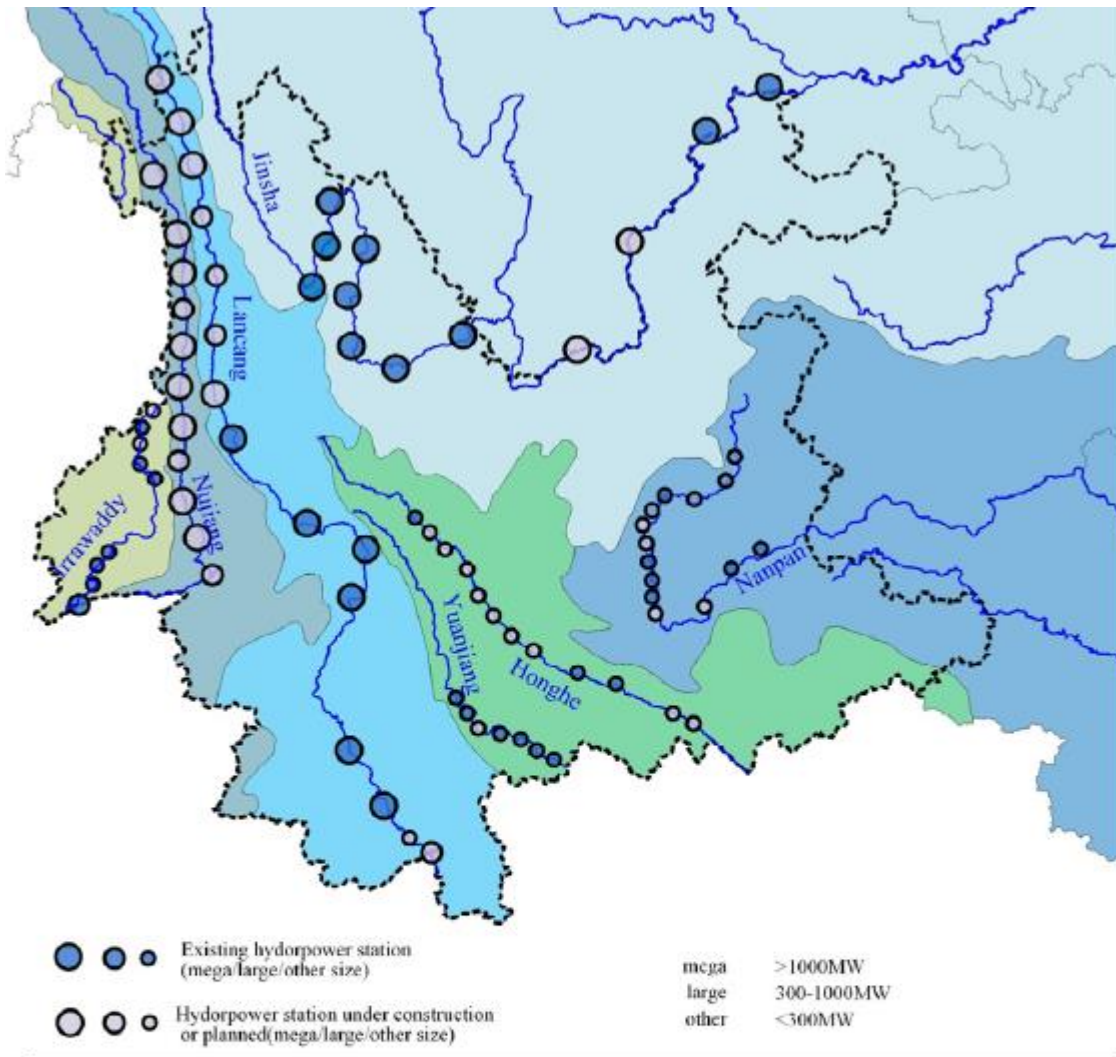 Jinsha
Lancang
Nujiang
Irrawaddy
Yuanjiang
Honghe
Nanpan
Existing hydorpower station
(mega/large/other size)
Hydorpower station under construction
or planned(mega/large/other size)
mega >1000MW
large 300-1000MW
other <300MW